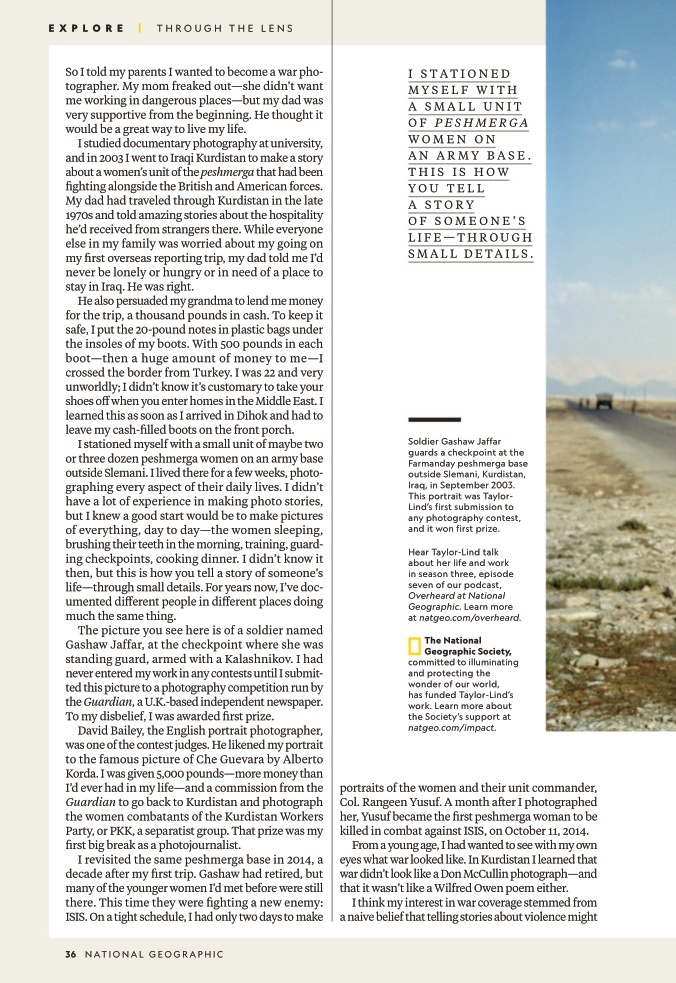 EXPLORE | THROUGH THE LENS
So I told my parents I wanted to become a war pho-
tographer. My mom freaked out—she didn't want
me working in dangerous places—but my dad was
very supportive from the beginning. He thought it
would be a great way to live my life.
I studied documentary photography at university,
and in 2003 I went to Iraqi Kurdistan to make a story
about a women's unit of the peshmerga that had been
fighting alongside the British and American forces.
My dad had traveled through Kurdistan in the late
1970s and told amazing stories about the hospitality
he'd received from strangers there. While everyone
else in my family was worried about my going on
my first overseas reporting trip, my dad told me I'd
never be lonely or hungry or in need of a place to
stay in Iraq. He was right.
He also persuaded my grandma to lend me money
for the trip, a thousand pounds in cash. To keep it
safe, I put the 20-pound notes in plastic bags under
the insoles of my boots. With 500 pounds in each
boot—then a huge amount of money to me—I
crossed the border from Turkey. I was 22 and very
unworldly; I didn't know it's customary to take your
shoes off when you enter homes in the Middle East. I
learned this as soon as I arrived in Dihok and had to
leave my cash-filled boots on the front porch.
I stationed myself with a small unit of maybe two
or three dozen peshmerga women on an army base
outside Slemani. I lived there for a few weeks, photo-
graphing every aspect of their daily lives. I didn't
have a lot of experience in making photo stories,
but I knew a good start would be to make pictures
of everything, day to day—the women sleeping,
brushing their teeth in the morning, training, guard-
ing checkpoints, cooking dinner. I didn't know it
then, but this is how you tell a story of someone's
life—through small details. For years now, I've doc-
umented different people in different places doing
much the same thing.
The picture you see here is of a soldier named
Gashaw Jaffar, at the checkpoint where she was
standing guard, armed with a Kalashnikov. I had
never entered my work in any contests until I submit-
ted this picture to a photography competition run by
the Guardian, a U.K.-based independent newspaper.
To my disbelief, I was awarded first prize.
David Bailey, the English portrait photographer,
was one of the contest judges. He likened my portrait
to the famous picture of Che Guevara by Alberto
Korda. I was given 5,000 pounds—more money than
I'd ever had in my life—and a commission from the
Guardian to go back to Kurdistan and photograph
the women combatants of the Kurdistan Workers
Party, or PKK, a separatist group. That prize was my
first big break as a photojournalist.
I revisited the same peshmerga base in 2014, a
decade after my first trip. Gashaw had retired, but
many of the younger women I'd met before were still
there. This time they were fighting a new enemy:
ISIS. On a tight schedule, I had only two days to make
I STATIONED
MYSELF WITH
A SMALL UNIT
OF PESHMERGA
WOMEN ON
AN ARMY BASE.
THIS IS HOW
YOU TELL
A STORY
OF SOMEONE'S
LIFE—THROUGH
SMALL DETAILS.
Soldier Gashaw Jaffar
guards a checkpoint at the
Farmanday peshmerga base
outside Slemani, Kurdistan,
Iraq, in September 2003.
This portrait was Taylor-
Lind's first submission to
any photography contest,
and it won first prize.
Hear Taylor-Lind talk
about her life and work
in season three, episode
seven of our podcast,
Overheard at National
Geographic. Learn more
at natgeo.com/overheard.
The National
Geographic Society,
committed to illuminating
and protecting the
wonder of our world,
has funded Taylor-Lind's
work. Learn more about
the Society's support at
natgeo.com/impact.
portraits of the women and their unit commander,
Col. Rangeen Yusuf. A month after I photographed
her, Yusuf became the first peshmerga woman to be
killed in combat against ISIS, on October 11, 2014.
From a young age, I had wanted to see with my own
eyes what war looked like. In Kurdistan I learned that
war didn't look like a Don McCullin photograph—and
that it wasn't like a Wilfred Owen poem either.
I think my interest in war coverage stemmed from
a naive belief that telling stories about violence might
36 NATIONAL GEOGRAPHIC